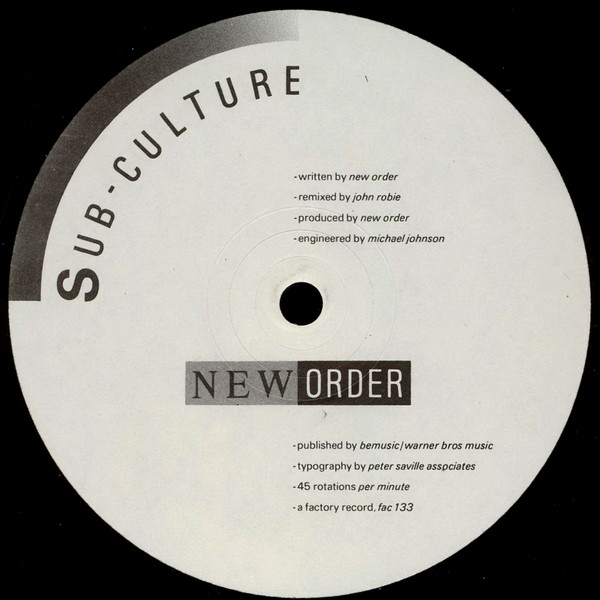 SUB-CULTURE
-written by new order
-remixed by john robie
-produced by new order
-engineered by michael johnson
NEW ORDER
-published by bemusic/warner bros music
-typography by peter saville asspciates
-45 rotations per minute
-a factory record, fac 133